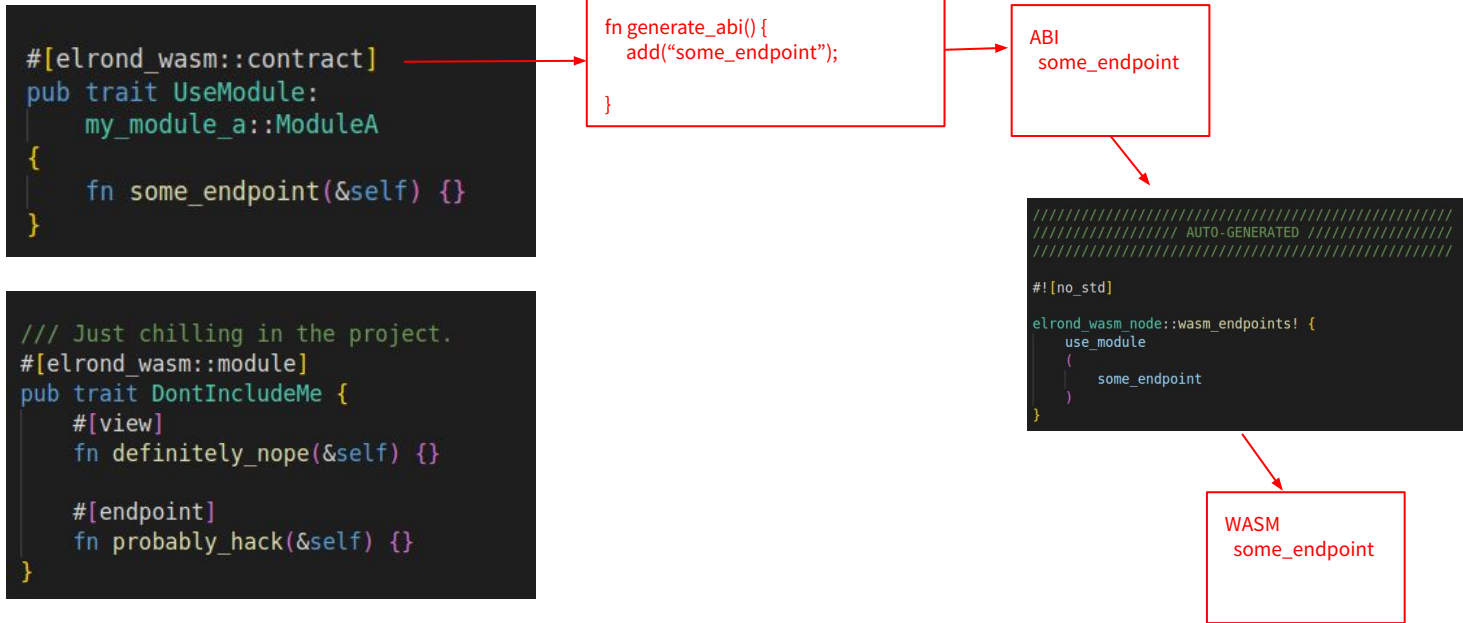 #[elrond_wasm::contract]
pub trait UseModule:
    my_module_a::ModuleA
{
    fn some_endpoint(&self) {}
}
/// Just chilling in the project.
#[elrond_wasm::module]
pub trait DontIncludeMe {
    #[view]
    fn definitely_nope(&self) {}
    #[endpoint]
    fn probably_hack(&self) {}
}
fn generate_abi() {
    add(“some_endpoint”);
}
ABI
  some_endpoint
////////////////////////////////////////////////////
////////////////// AUTO-GENERATED //////////////////
////////////////////////////////////////////////////
#![no_std]
elrond_wasm_node::wasm_endpoints! {
    use_module
    (
        some_endpoint
    )
}
WASM
  some_endpoint